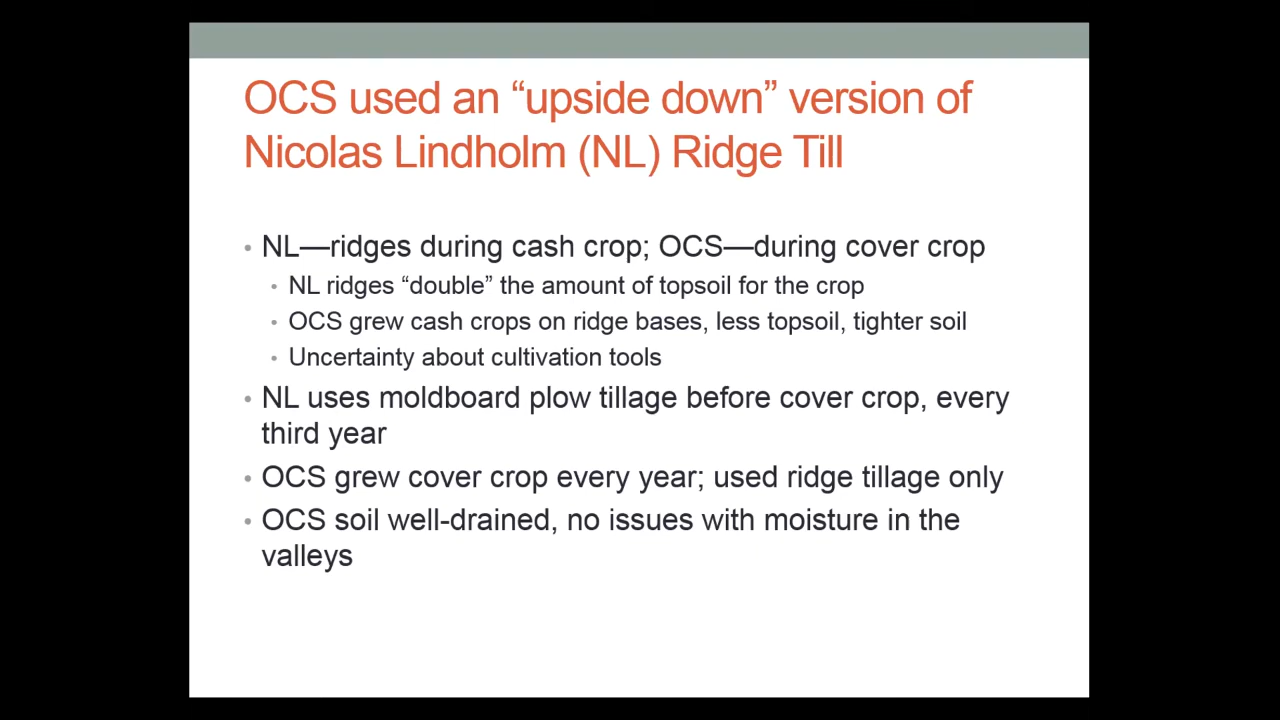 OCS used an “upside down” version of
Nicolas Lindholm (NL) Ridge Till
• NL—ridges during cash crop; OCS—during cover crop
• NL ridges “double” the amount of topsoil for the crop
• OCS grew cash crops on ridge bases, less topsoil, tighter soil
• Uncertainty about cultivation tools
• NL uses moldboard plow tillage before cover crop, every
third year
• OCS grew cover crop every year; used ridge tillage only
• OCS soil well-drained, no issues with moisture in the
valleys